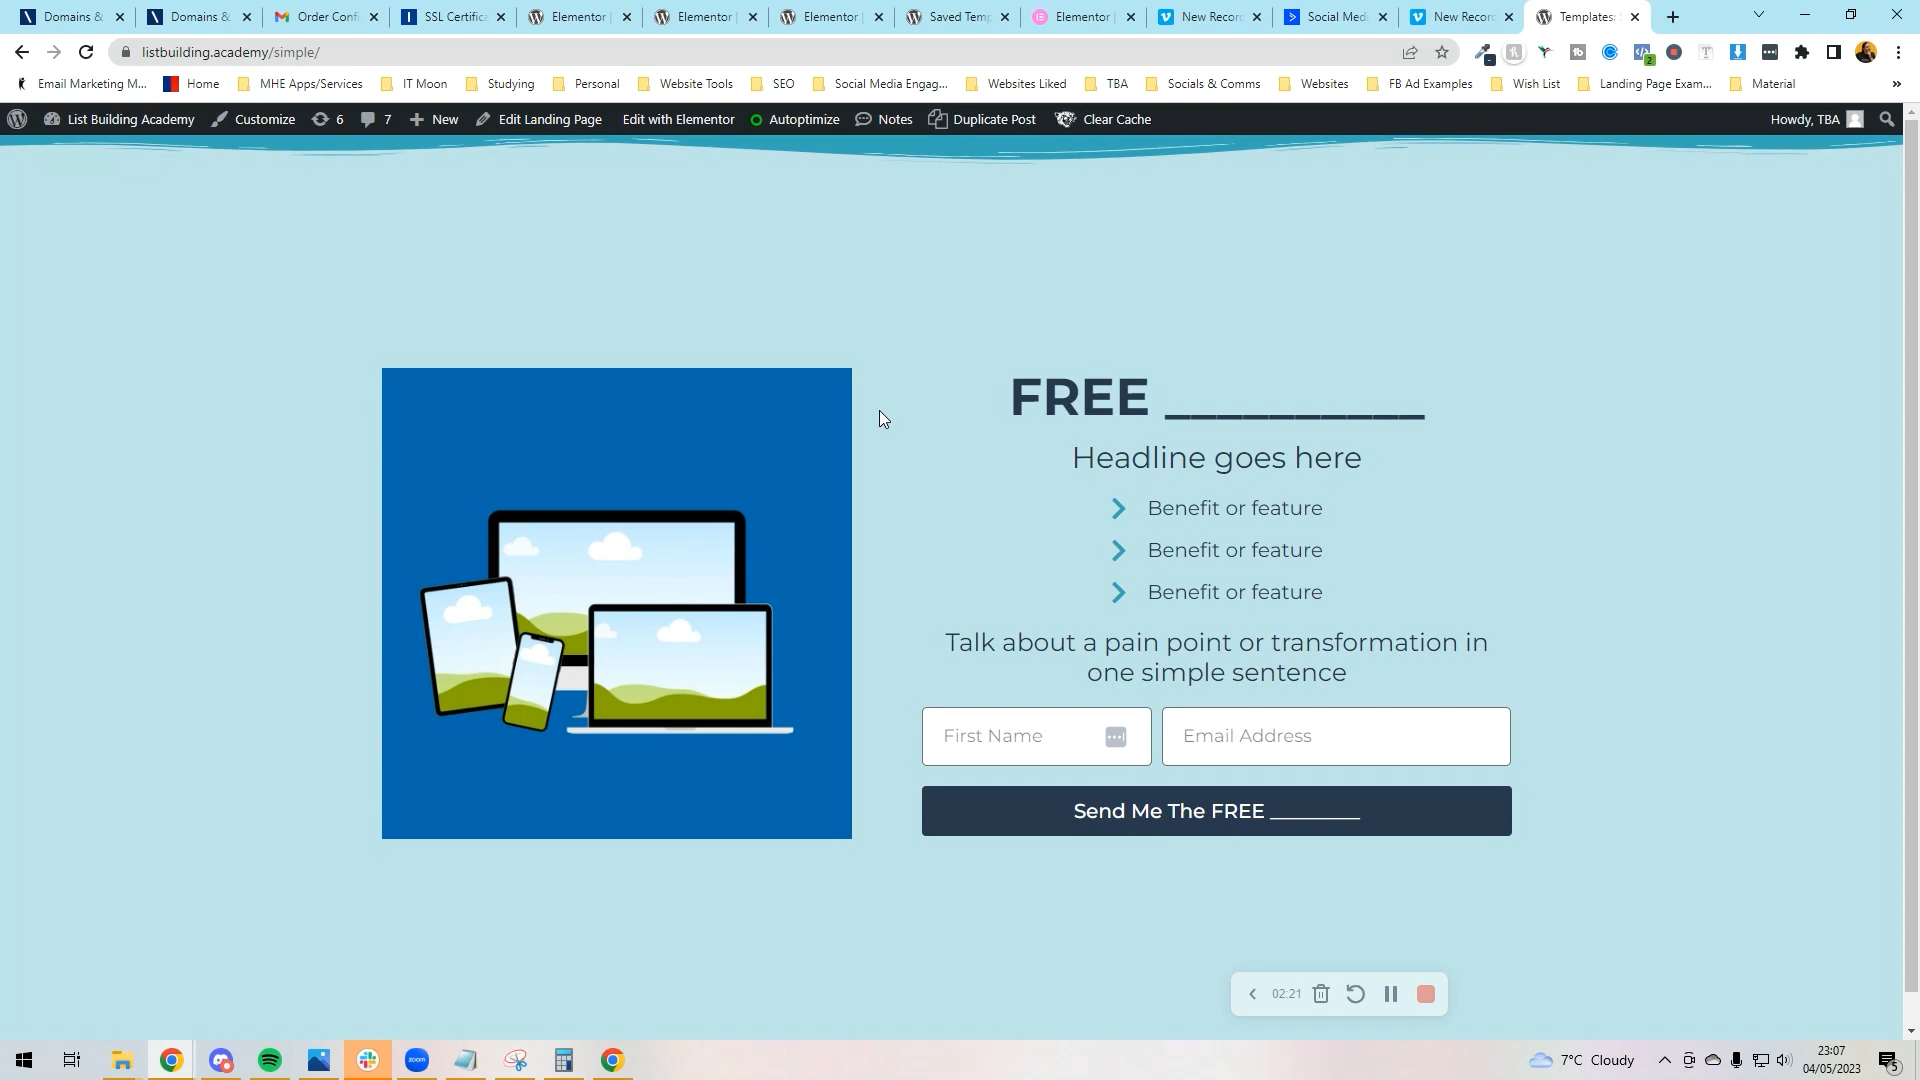 Domains &
Domains &
Order Confi
SSL Certifica
Elementor
Elementor
Elementor
Saved Temp
Elementor
New Recor
Social Medi
New Recor
Templates:
listbuilding.academy/simple/
Email Marketing M...
Home
MHE Apps/Services
IT Moon
Studying
Personal
Website Tools
SEO
Social Media Engag...
Websites Liked
TBA
Socials & Comms
Websites
FB Ad Examples
Wish List
Landing Page Exam...
Material
»
List Building Academy
Customize
6
7
New
Edit Landing Page
Edit with Elementor
Autoptimize
Notes
Duplicate Post
Clear Cache
Howdy, TBA
FREE __________
Headline goes here
Benefit or feature
Benefit or feature
Benefit or feature
Talk about a pain point or transformation in
one simple sentence
First Name
Email Address
Send Me The FREE _________
02:21
zoom
7°C Cloudy
23:07
04/05/2023
5